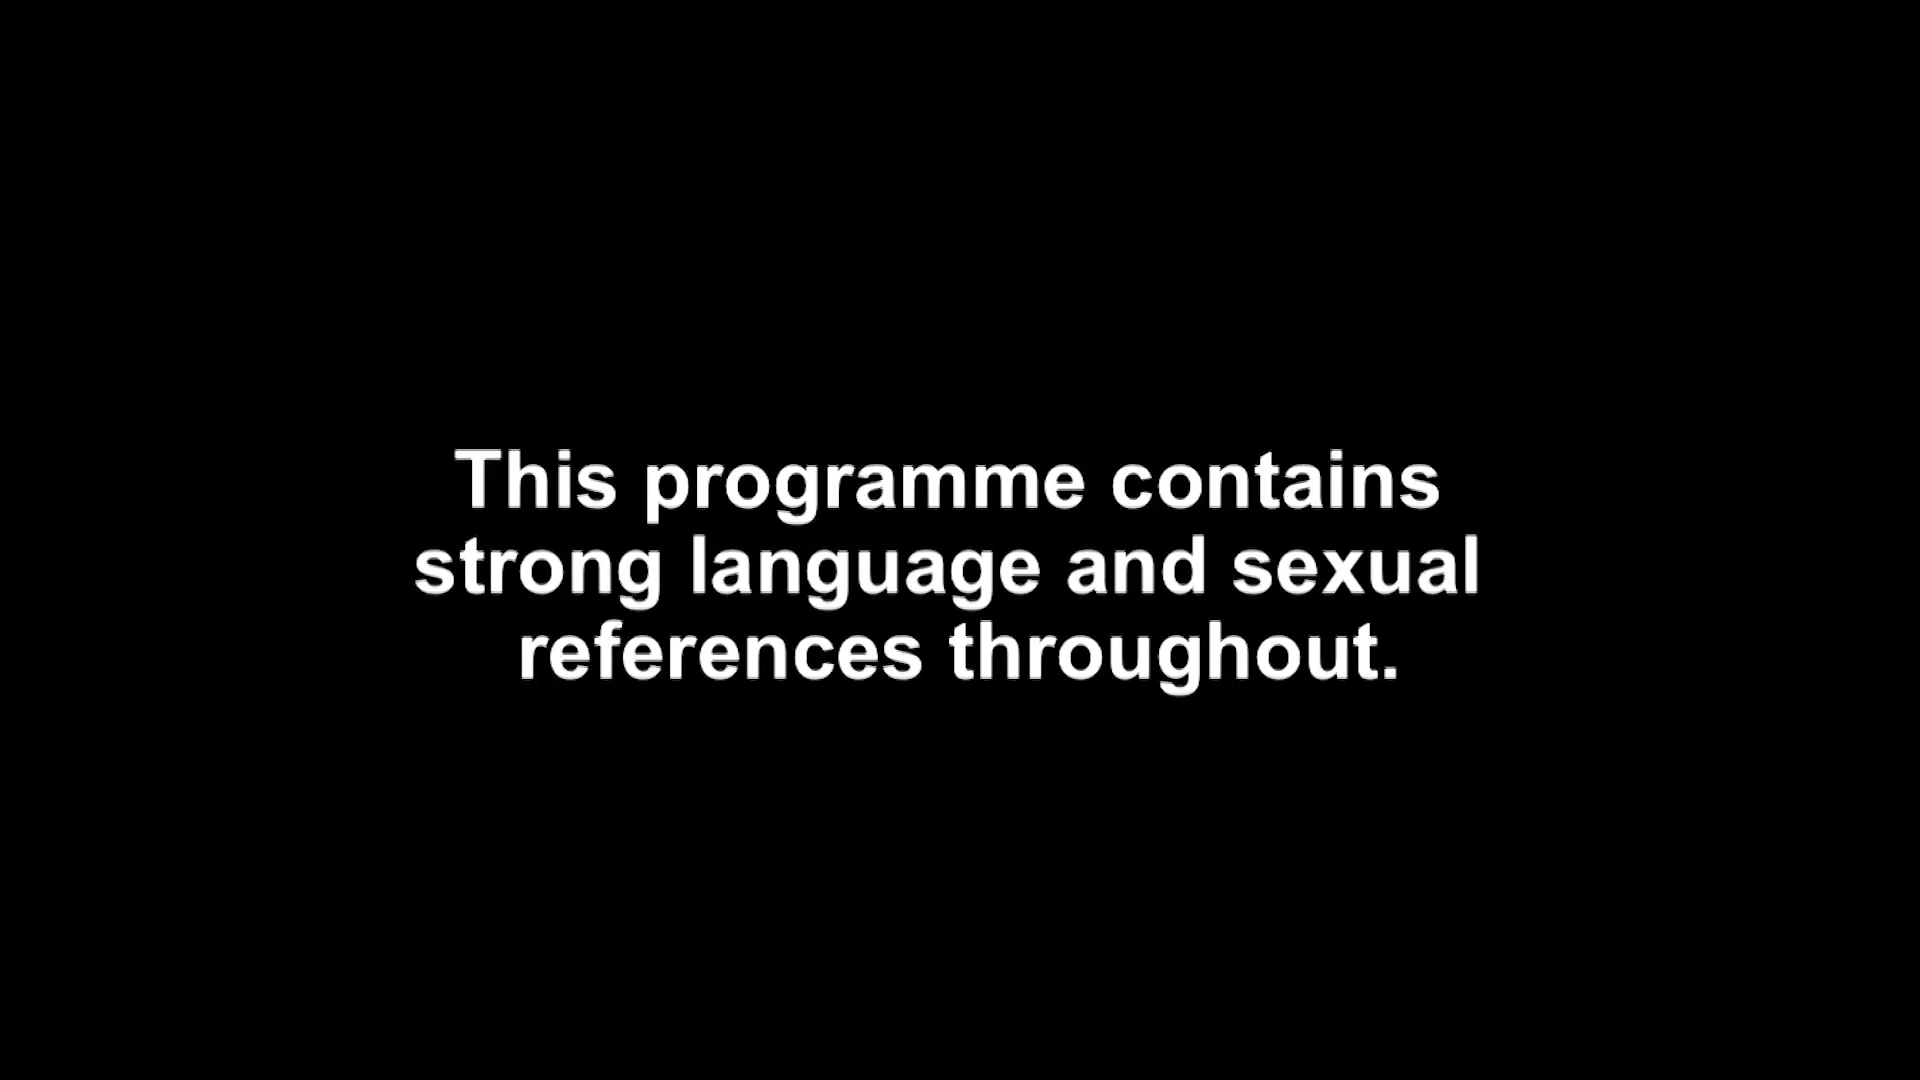 This programme contains
strong language and sexual
references throughout.